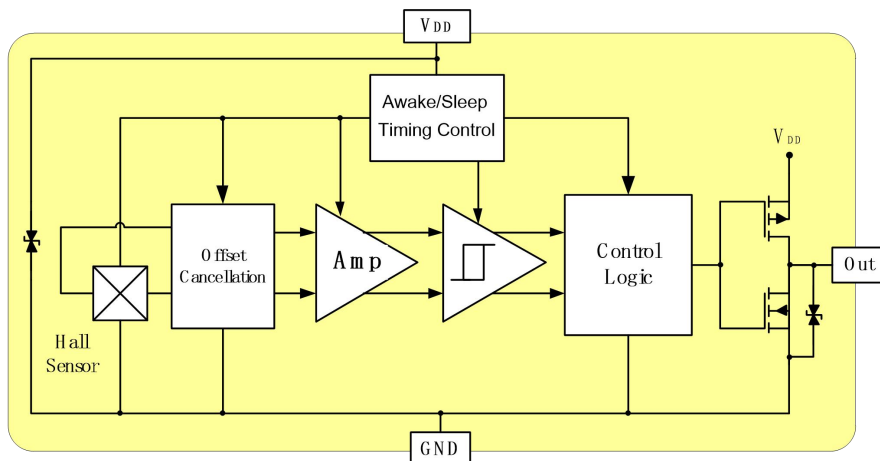 VDD
Awake/Sleep
Timing Control
VDD
Offset
Cancellation
Amp
Control
Logic
Out
Hall
Sensor
GND